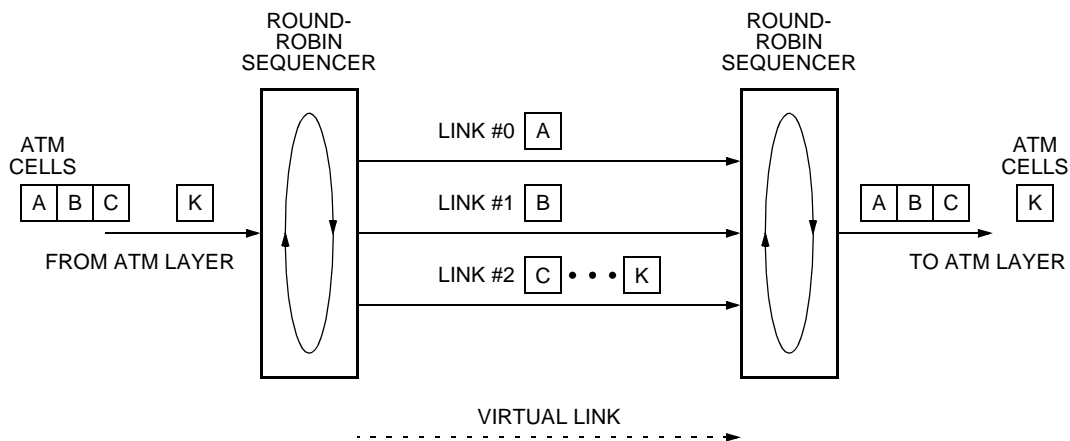 ROUND-
ROBIN
SEQUENCER
ROUND-
ROBIN
SEQUENCER
LINK #0 A
ATM
CELLS
A B C K
FROM ATM LAYER
LINK #1 B
LINK #2 C • • • K
ATM
CELLS
A B C K
TO ATM LAYER
VIRTUAL LINK